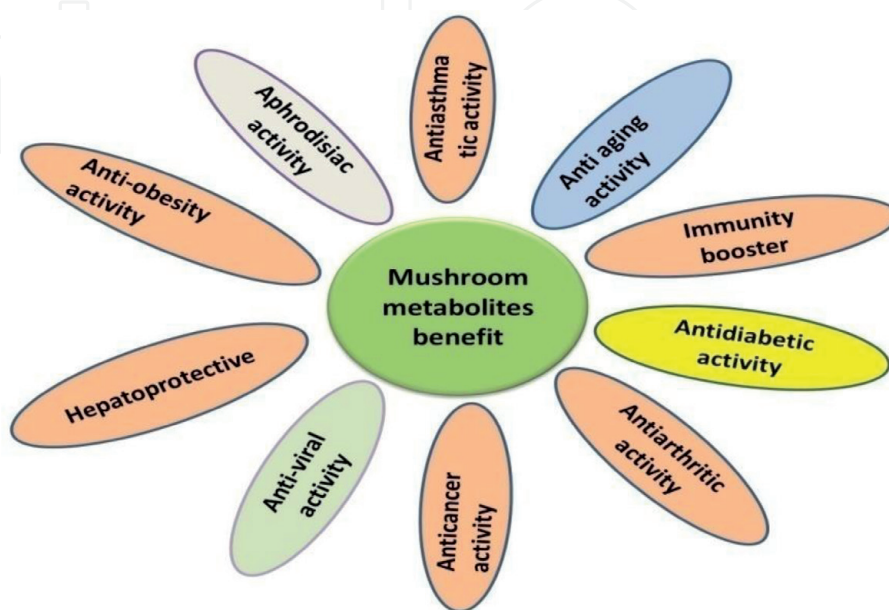 Mushroom
metabolites
benefit
Antiasthma
tic activity
Anti aging
activity
Immunity
booster
Antidiabetic
activity
Antiarthritic
activity
Anticancer
activity
Anti-viral
activity
Hepatoprotective
Anti-obesity
activity
Aphrodisiac
activity